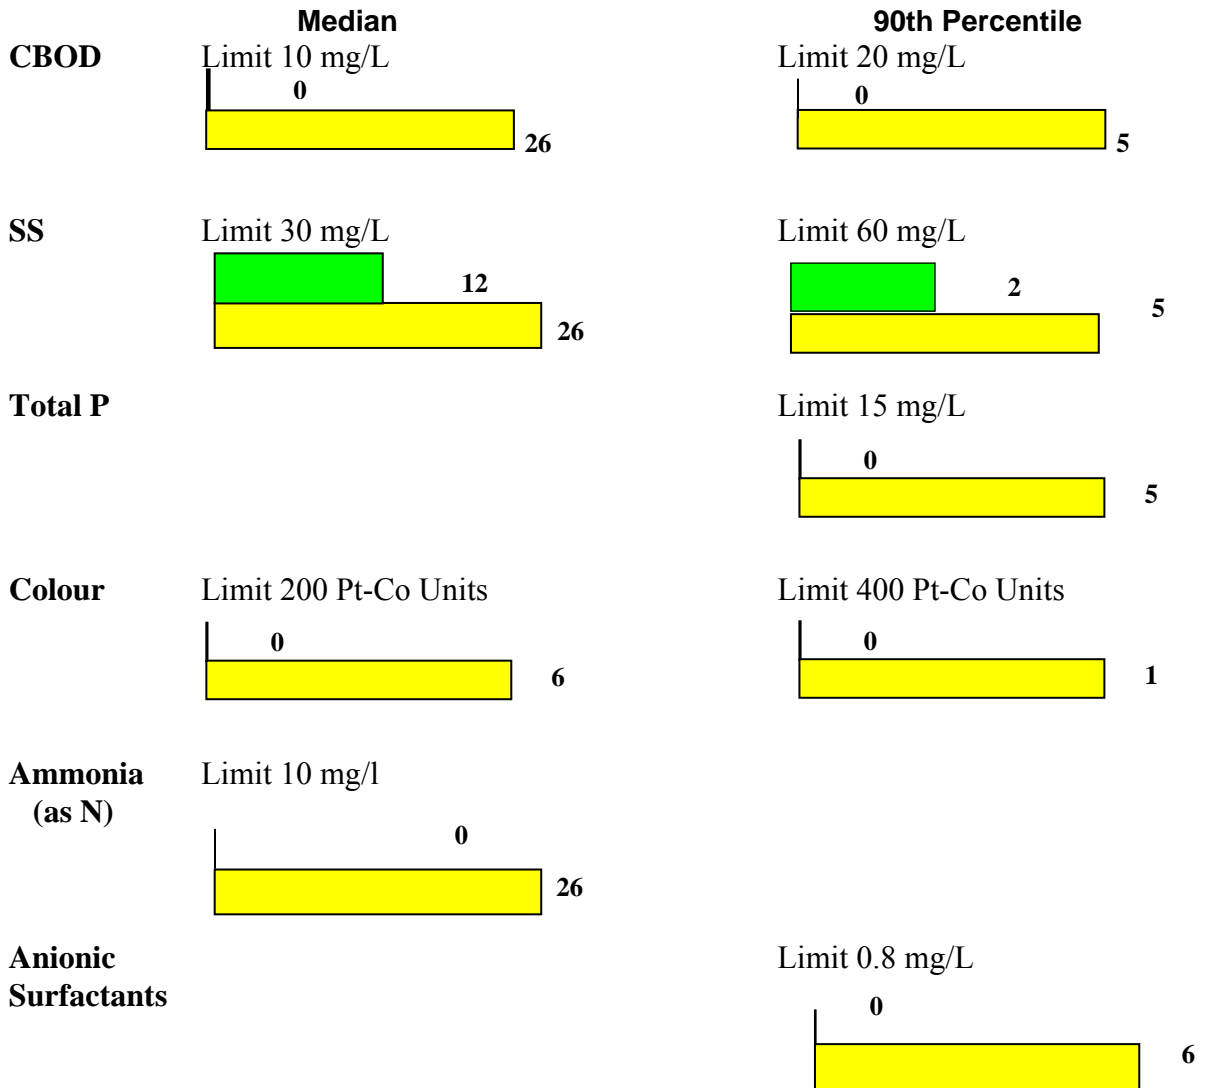 Median 90th Percentile
CBOD Limit 10 mg/L Limit 20 mg/L
0 0
26 5
SS Limit 30 mg/L Limit 60 mg/L
12 2
26 5
Total P Limit 15 mg/L
0
5
Colour Limit 200 Pt-Co Units Limit 400 Pt-Co Units
0 0
6 1
Ammonia Limit 10 mg/l
(as N)
0
26
Anionic Limit 0.8 mg/L
Surfactants
0
6